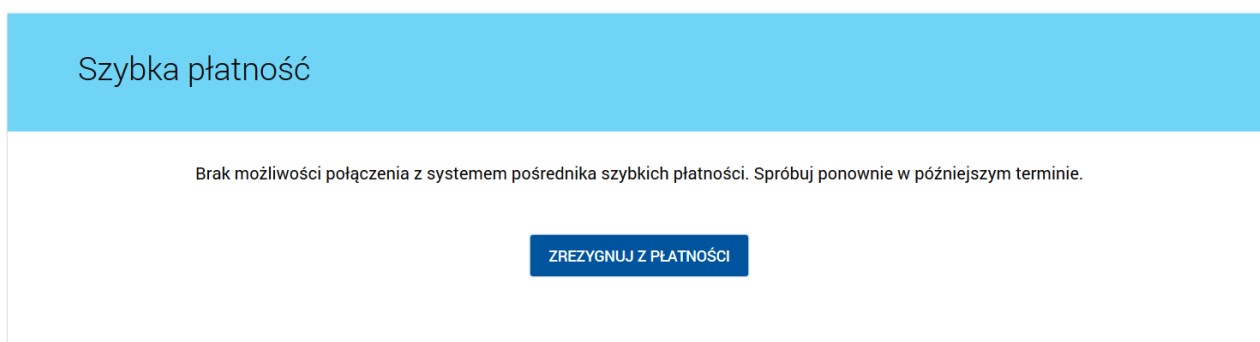 Szybka płatność
Brak możliwości połączenia z systemem pośrednika szybkich płatności. Spróbuj ponownie w późniejszym terminie.
ZREZYGNUJ Z PŁATNOŚCI